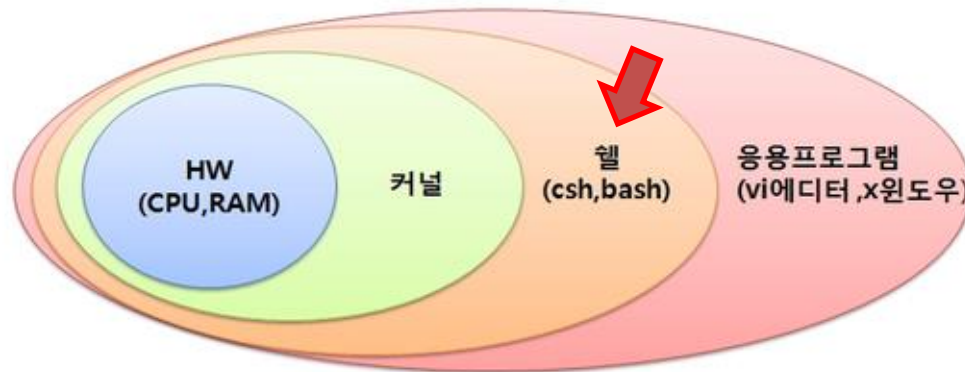 HW
(CPU,RAM)
커널
쉘
(csh,bash)
응용프로그램
(vi에디터,x윈도우)